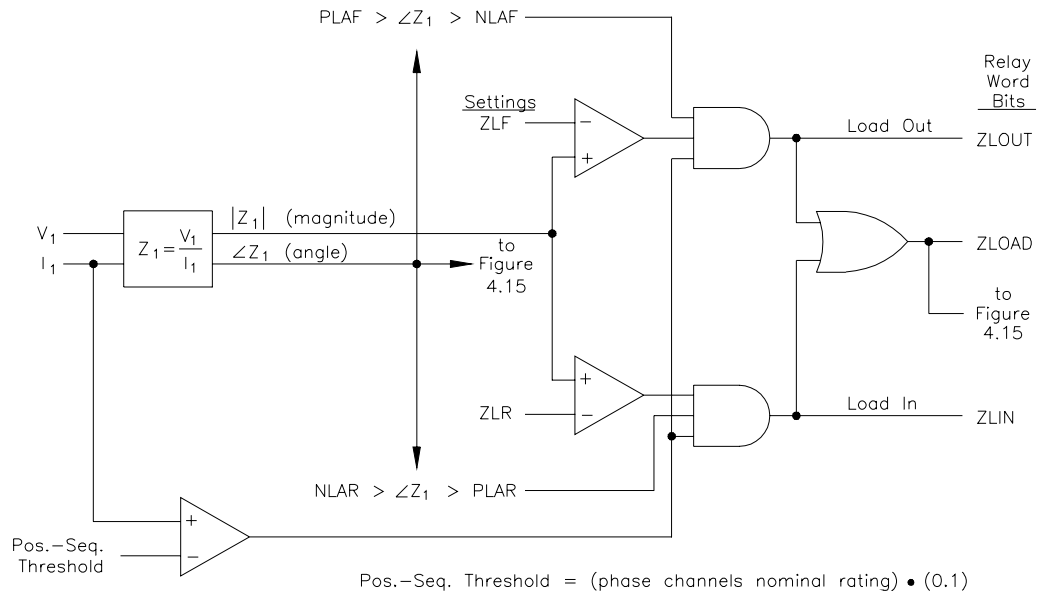 PLAF > ∠Z1 > NLAF
Relay
Word
Bits
Settings
ZLF
−
+
Load Out
ZLOUT
V1
I1
Z1 = V1/I1
|Z1| (magnitude)
∠Z1 (angle)
to
Figure
4.15
ZLOAD
to
Figure
4.15
+
−
ZLR
Load In
ZLIN
NLAR > ∠Z1 > PLAR
+
−
Pos.–Seq.
Threshold
Pos.–Seq. Threshold = (phase channels nominal rating) • (0.1)